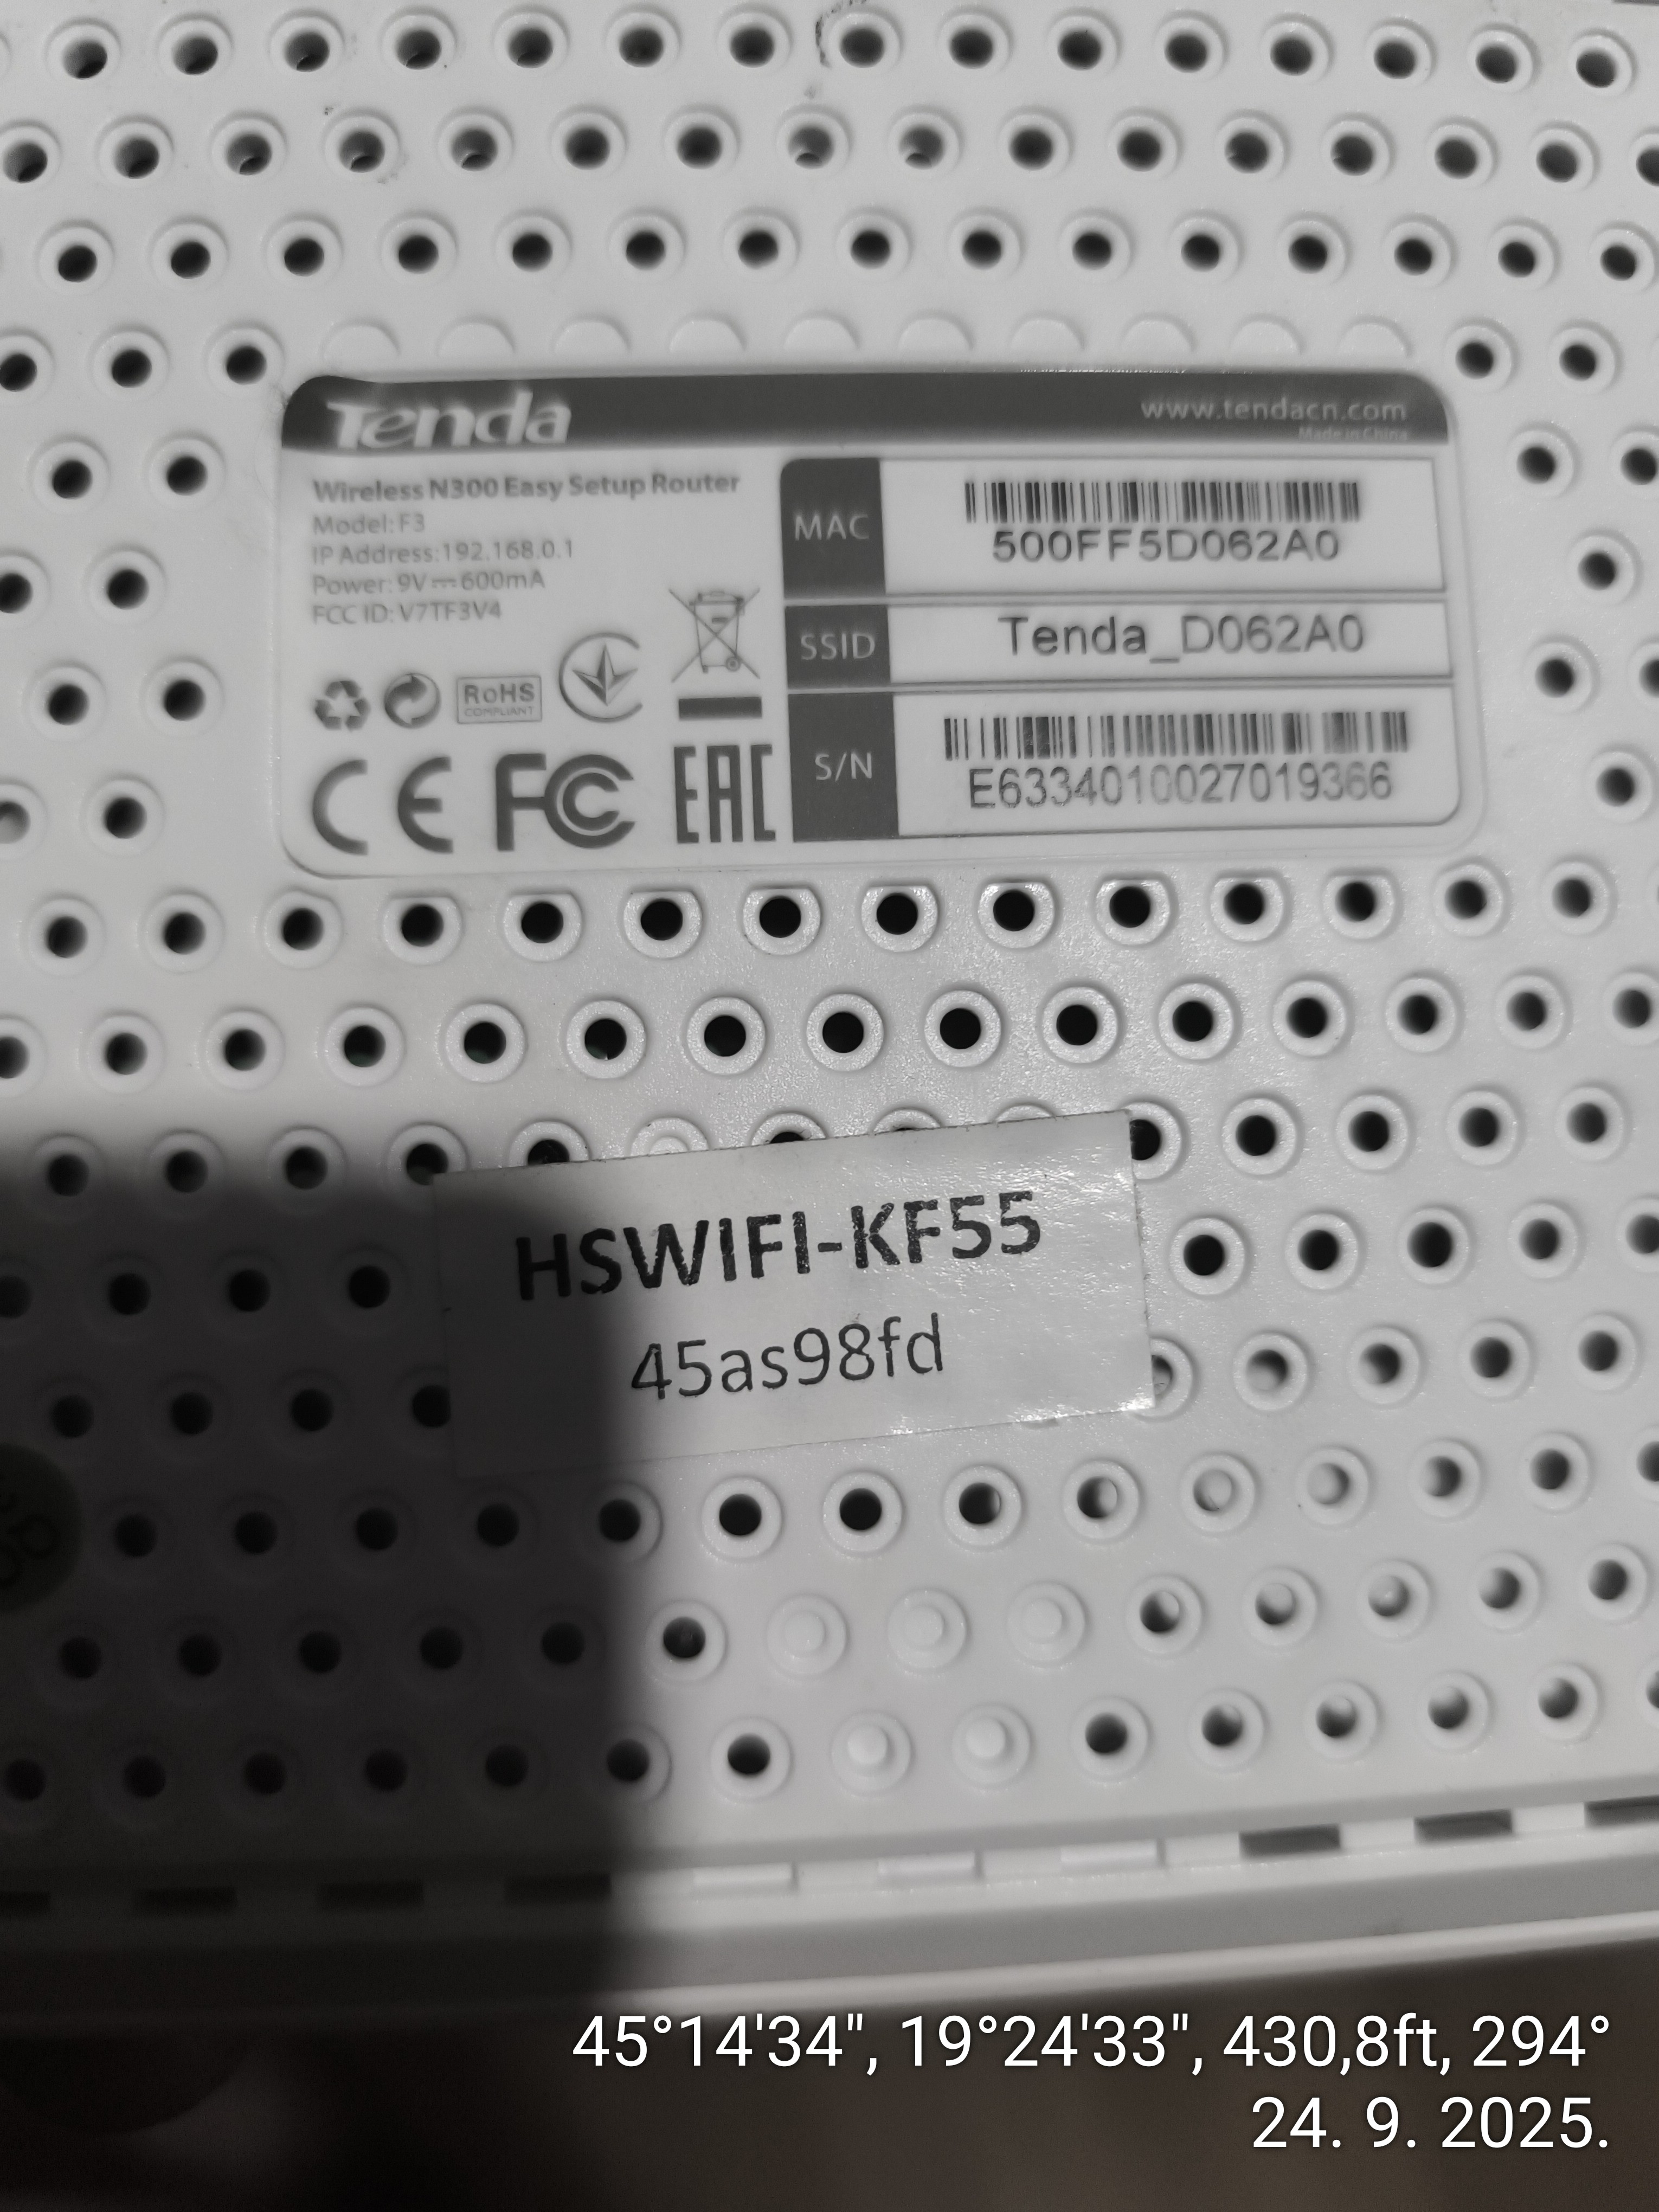 Tenda
www.tendacn.com
Made in China
Wireless N300 Easy Setup Router
Model: F3
IP Address:192.168.0.1
Power: 9V⎓600mA
FCC ID: V7TF3V4
RoHS
COMPLIANT
CE FC EAC
MAC
500FF5D062A0
SSID
Tenda_D062A0
S/N
E6334010027019366
HSWIFI-KF55
45as98fd
45°14'34", 19°24'33", 430,8ft, 294°
24. 9. 2025.